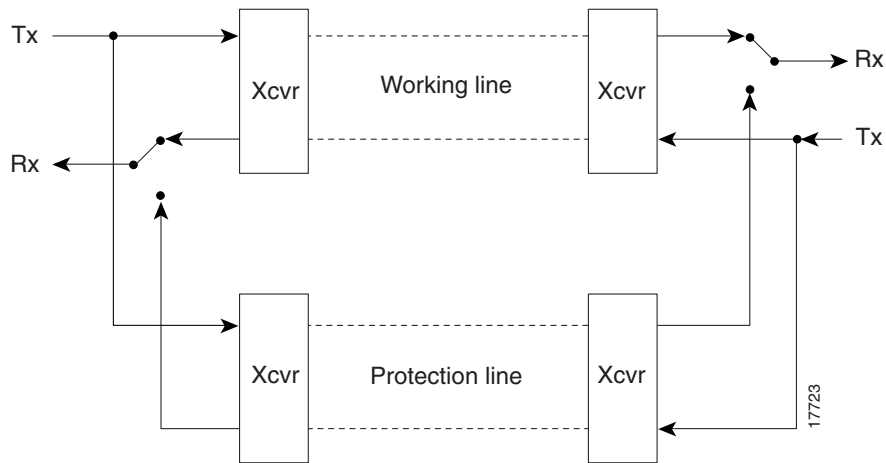 Tx
Xcvr
Working line
Xcvr
Rx
Rx
Tx
Xcvr
Protection line
Xcvr
17723